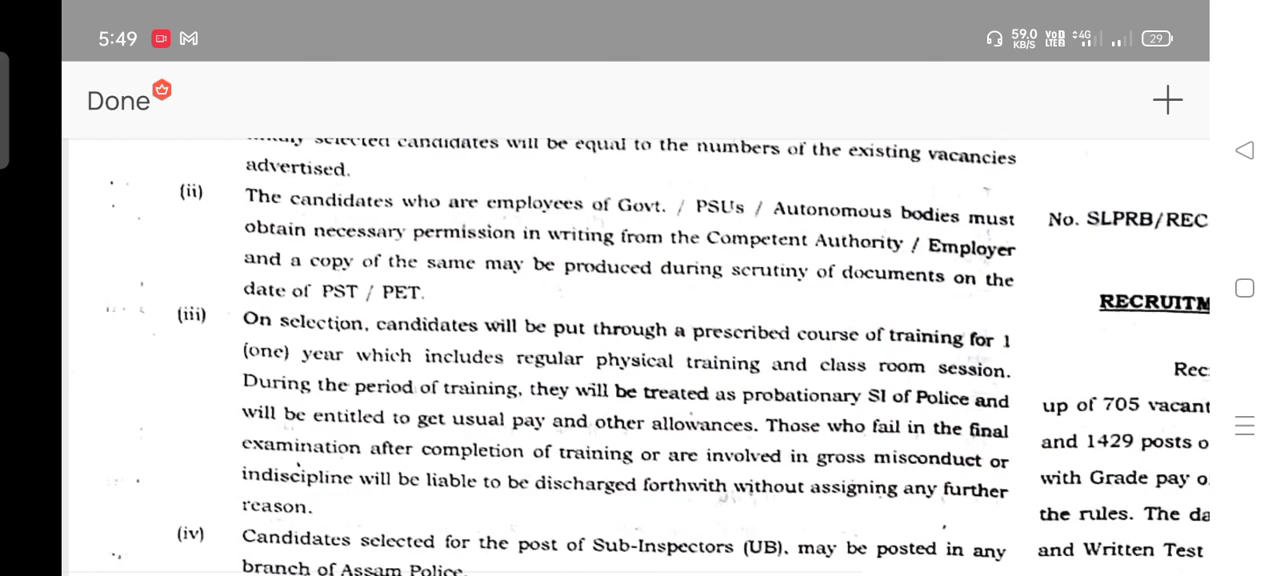 5:49
59.0 KB/S
4G
29
Done
selected candidates will be equal to the numbers of the existing vacancies
advertised.
(ii) The candidates who are employees of Govt. / PSUs / Autonomous bodies must
obtain necessary permission in writing from the Competent Authority / Employer
and a copy of the same may be produced during scrutiny of documents on the
date of PST / PET.
(iii) On selection, candidates will be put through a prescribed course of training for 1
(one) year which includes regular physical training and class room session.
During the period of training, they will be treated as probationary SI of Police and
will be entitled to get usual pay and other allowances. Those who fail in the final
examination after completion of training or are involved in gross misconduct or
indiscipline will be liable to be discharged forthwith without assigning any further
reason.
(iv) Candidates selected for the post of Sub-Inspectors (UB), may be posted in any
branch of Assam Police.
No. SLPRB/REC
RECRUITM
Rec
up of 705 vacant
and 1429 posts o
with Grade pay o
the rules. The da
and Written Test